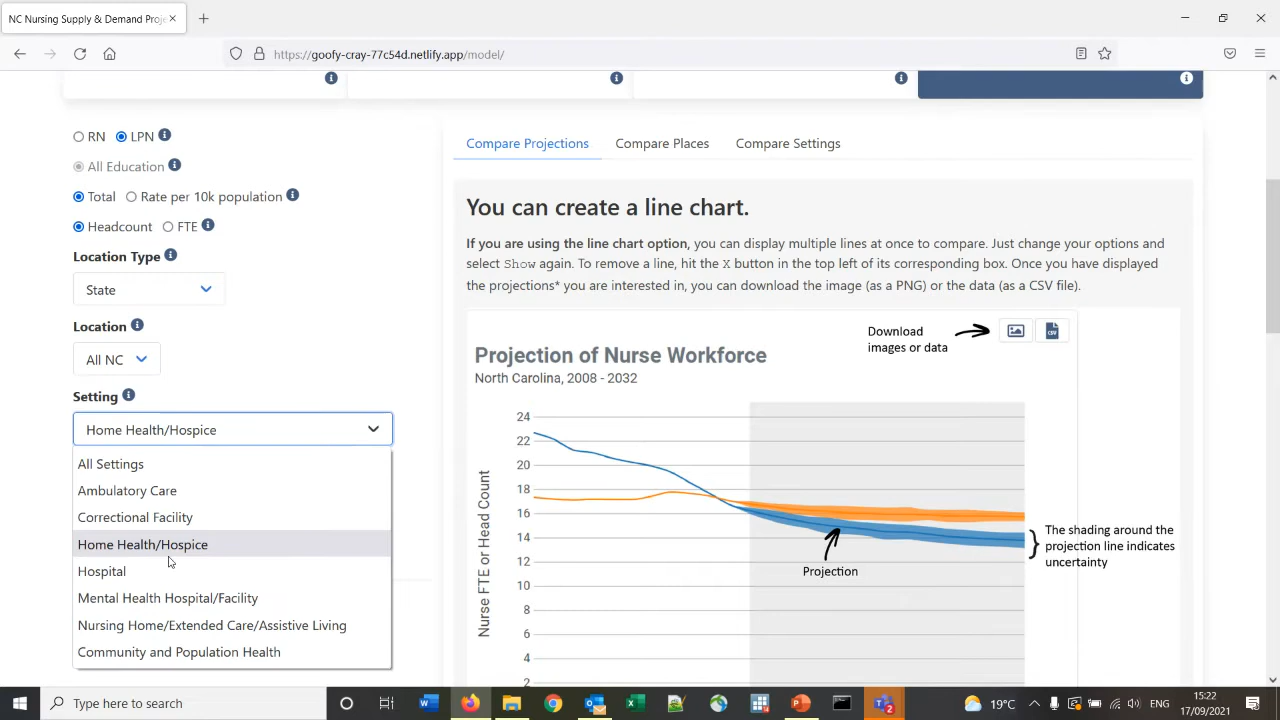 NC Nursing Supply & Demand Proje
https://goofy-cray-77c54d.netlify.app/model/
RN LPN
All Education
Total Rate per 10k population
Headcount FTE
Location Type
State
Location
All NC
Setting
Home Health/Hospice
All Settings
Ambulatory Care
Correctional Facility
Home Health/Hospice
Hospital
Mental Health Hospital/Facility
Nursing Home/Extended Care/Assistive Living
Community and Population Health
Compare Projections Compare Places Compare Settings
You can create a line chart.
If you are using the line chart option, you can display multiple lines at once to compare. Just change your options and
select Show again. To remove a line, hit the X button in the top left of its corresponding box. Once you have displayed
the projections* you are interested in, you can download the image (as a PNG) or the data (as a CSV file).
Download
images or data
CSV
Projection of Nurse Workforce
North Carolina, 2008 - 2032
Nurse FTE or Head Count
24
22
20
18
16
14
12
10
8
6
4
2
Projection
The shading around the
projection line indicates
uncertainty
Type here to search
2
19°C
ENG
15:22
17/09/2021